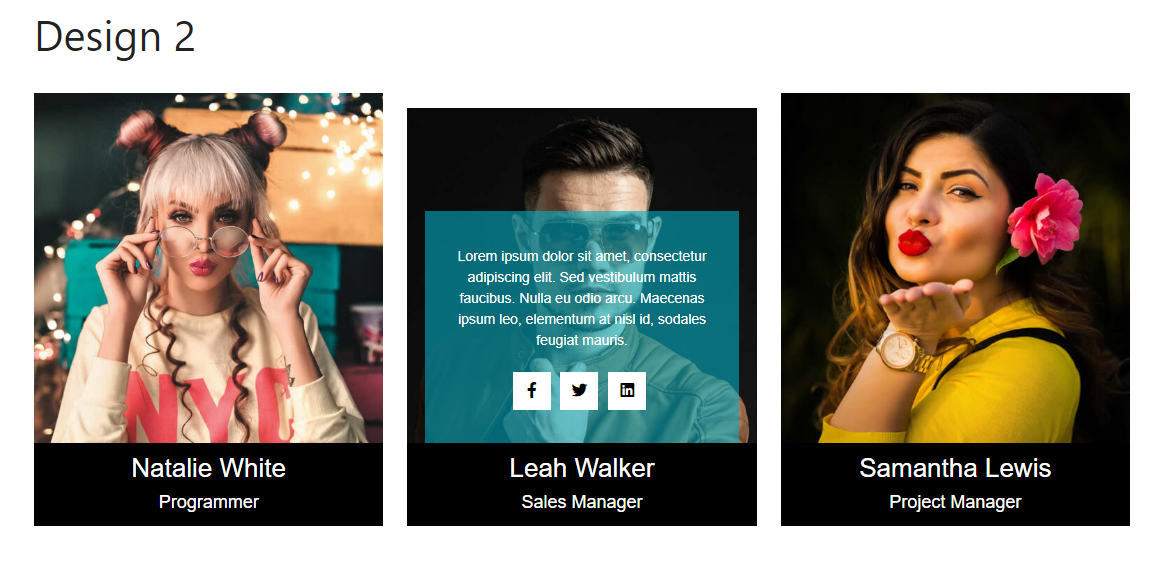 Design 2
NYC
Lorem ipsum dolor sit amet, consectetur
adipiscing elit. Sed vestibulum mattis
faucibus. Nulla eu odio arcu. Maecenas
ipsum leo, elementum at nisl id, sodales
feugiat mauris.
Natalie White
Programmer
Leah Walker
Sales Manager
Samantha Lewis
Project Manager